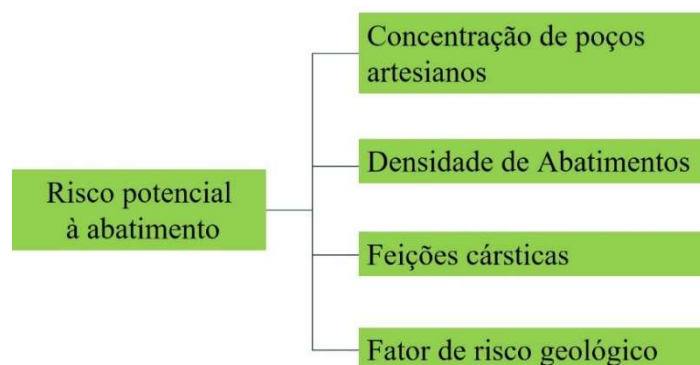 Risco potencial
à abatimento
Concentração de poços
artesianos
Densidade de Abatimentos
Feições cársticas
Fator de risco geológico